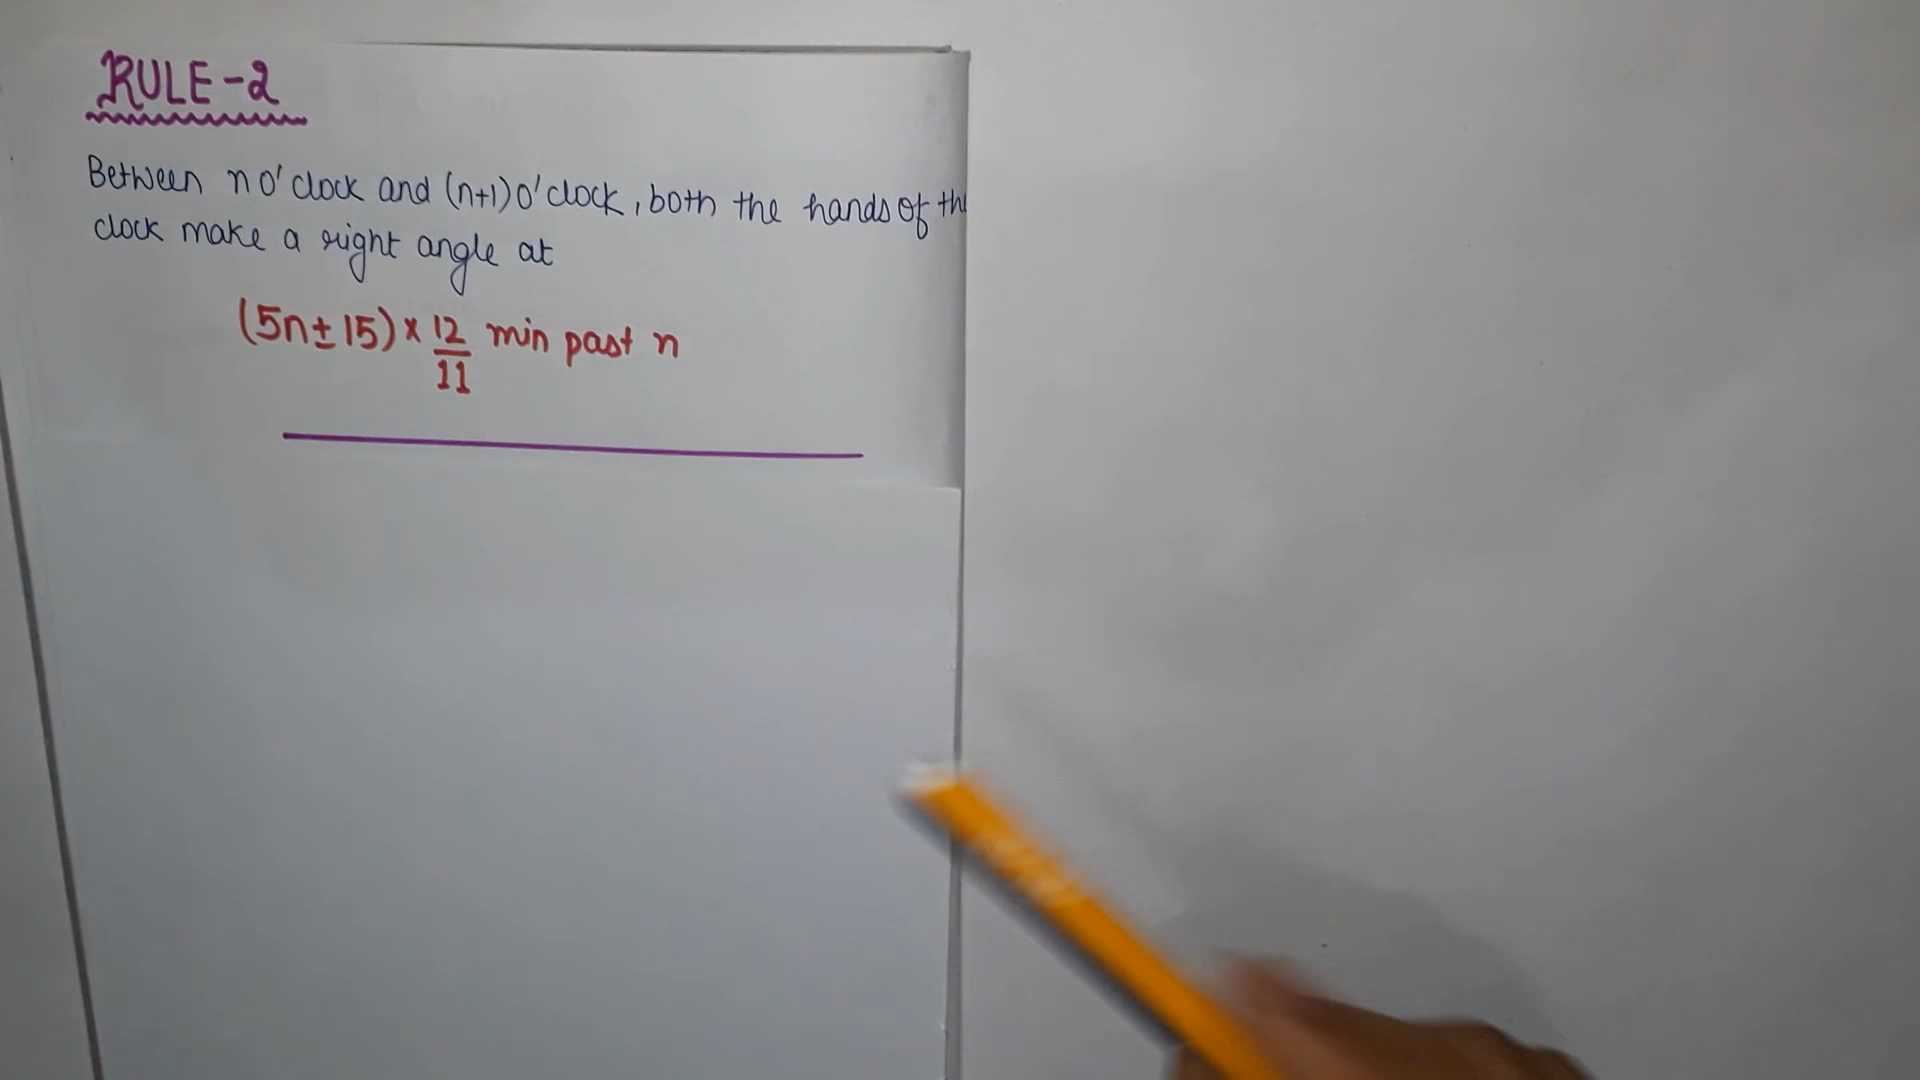 RULE-2
Between n o'clock and (n+1) o'clock, both the hands of the
clock make a right angle at
(5n±15)×12/11 min past n